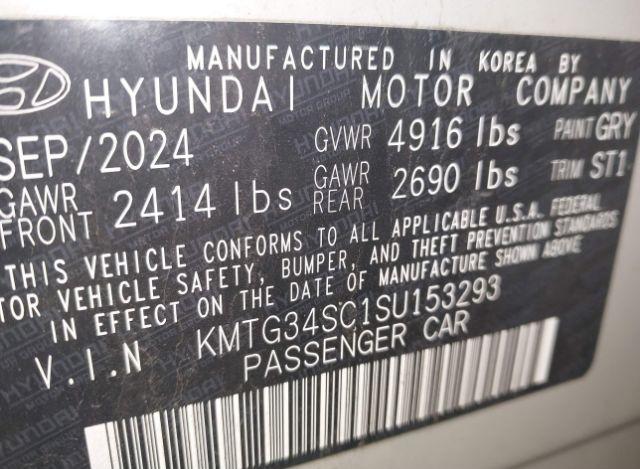 MANUFACTURED IN KOREA BY
HYUNDAI MOTOR COMPANY
SEP/2024 GVWR 4916 lbs PAINT GRY
GAWR FRONT 2414 lbs GAWR REAR 2690 lbs TRIM ST1
THIS VEHICLE CONFORMS TO ALL APPLICABLE U.S.A. FEDERAL
TOR VEHICLE SAFETY, BUMPER, AND THEFT PREVENTION STANDARDS
IN EFFECT ON THE DATE OF MANUFACTURE SHOWN ABOVE.
V.I.N KMTG34SC1SU153293
PASSENGER CAR